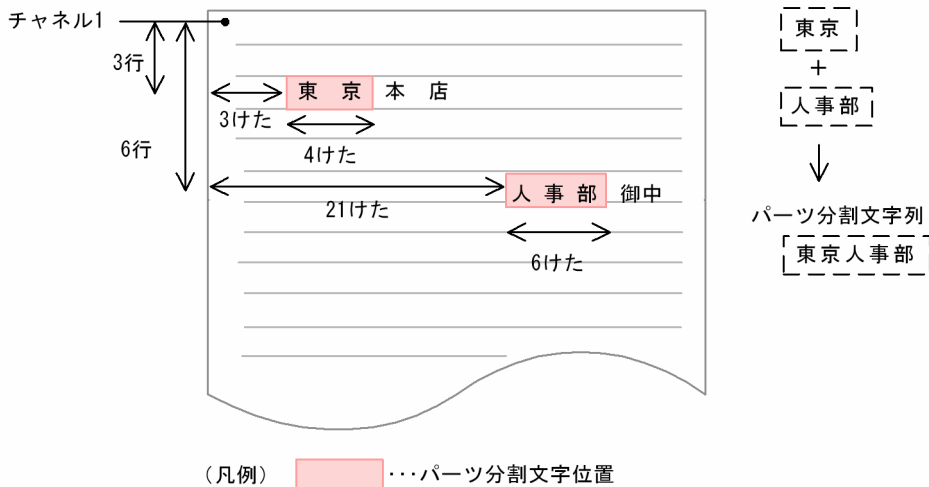 チャネル1
3行
6行
3けた
東京本店
4けた
21けた
人事部 御中
6けた
東京
+
人事部
パーツ分割文字列
東京人事部
(凡例) ・・・パーツ分割文字位置